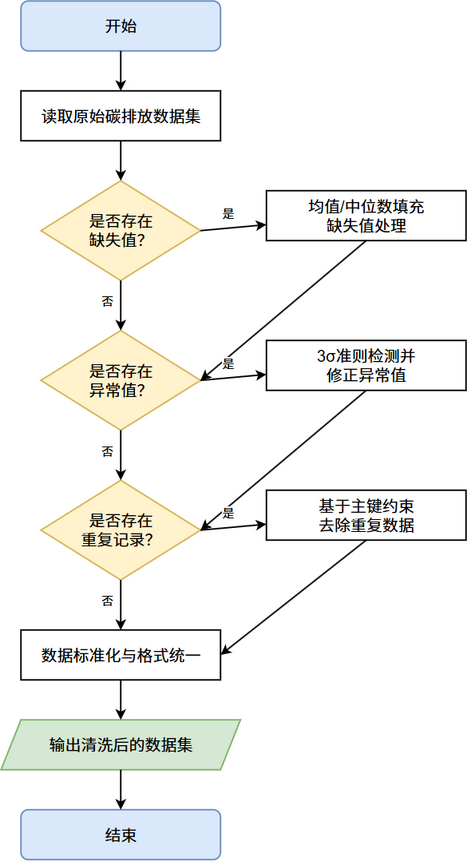 开始
读取原始碳排放数据集
是否存在
缺失值？
是
均值/中位数填充
缺失值处理
否
是否存在
异常值？
是
3σ准则检测并
修正异常值
否
是否存在
重复记录？
是
基于主键约束
去除重复数据
否
数据标准化与格式统一
输出清洗后的数据集
结束